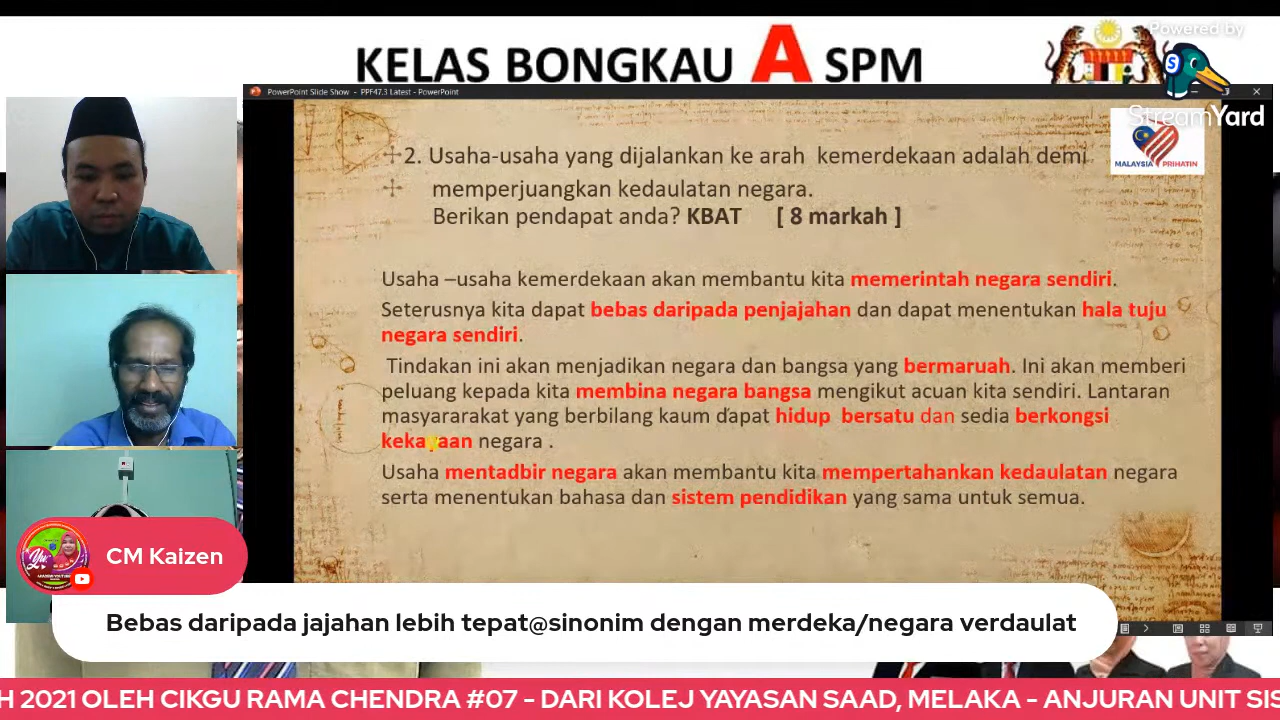 KELAS BONGKAU A SPM
Powered by
StreamYard
PowerPoint Slide Show - PPF47.3 Latest - PowerPoint
MALAYSIA PRIHATIN
2. Usaha-usaha yang dijalankan ke arah kemerdekaan adalah demi
memperjuangkan kedaulatan negara.
Berikan pendapat anda? KBAT [ 8 markah ]
Usaha –usaha kemerdekaan akan membantu kita memerintah negara sendiri.
Seterusnya kita dapat bebas daripada penjajahan dan dapat menentukan hala tuju
negara sendiri.
Tindakan ini akan menjadikan negara dan bangsa yang bermaruah. Ini akan memberi
peluang kepada kita membina negara bangsa mengikut acuan kita sendiri. Lantaran
masyararakat yang berbilang kaum dapat hidup bersatu dan sedia berkongsi
kekayaan negara .
Usaha mentadbir negara akan membantu kita mempertahankan kedaulatan negara
serta menentukan bahasa dan sistem pendidikan yang sama untuk semua.
CM Kaizen
Bebas daripada jajahan lebih tepat@sinonim dengan merdeka/negara verdaulat
H 2021 OLEH CIKGU RAMA CHENDRA #07 - DARI KOLEJ YAYASAN SAAD, MELAKA - ANJURAN UNIT SIS